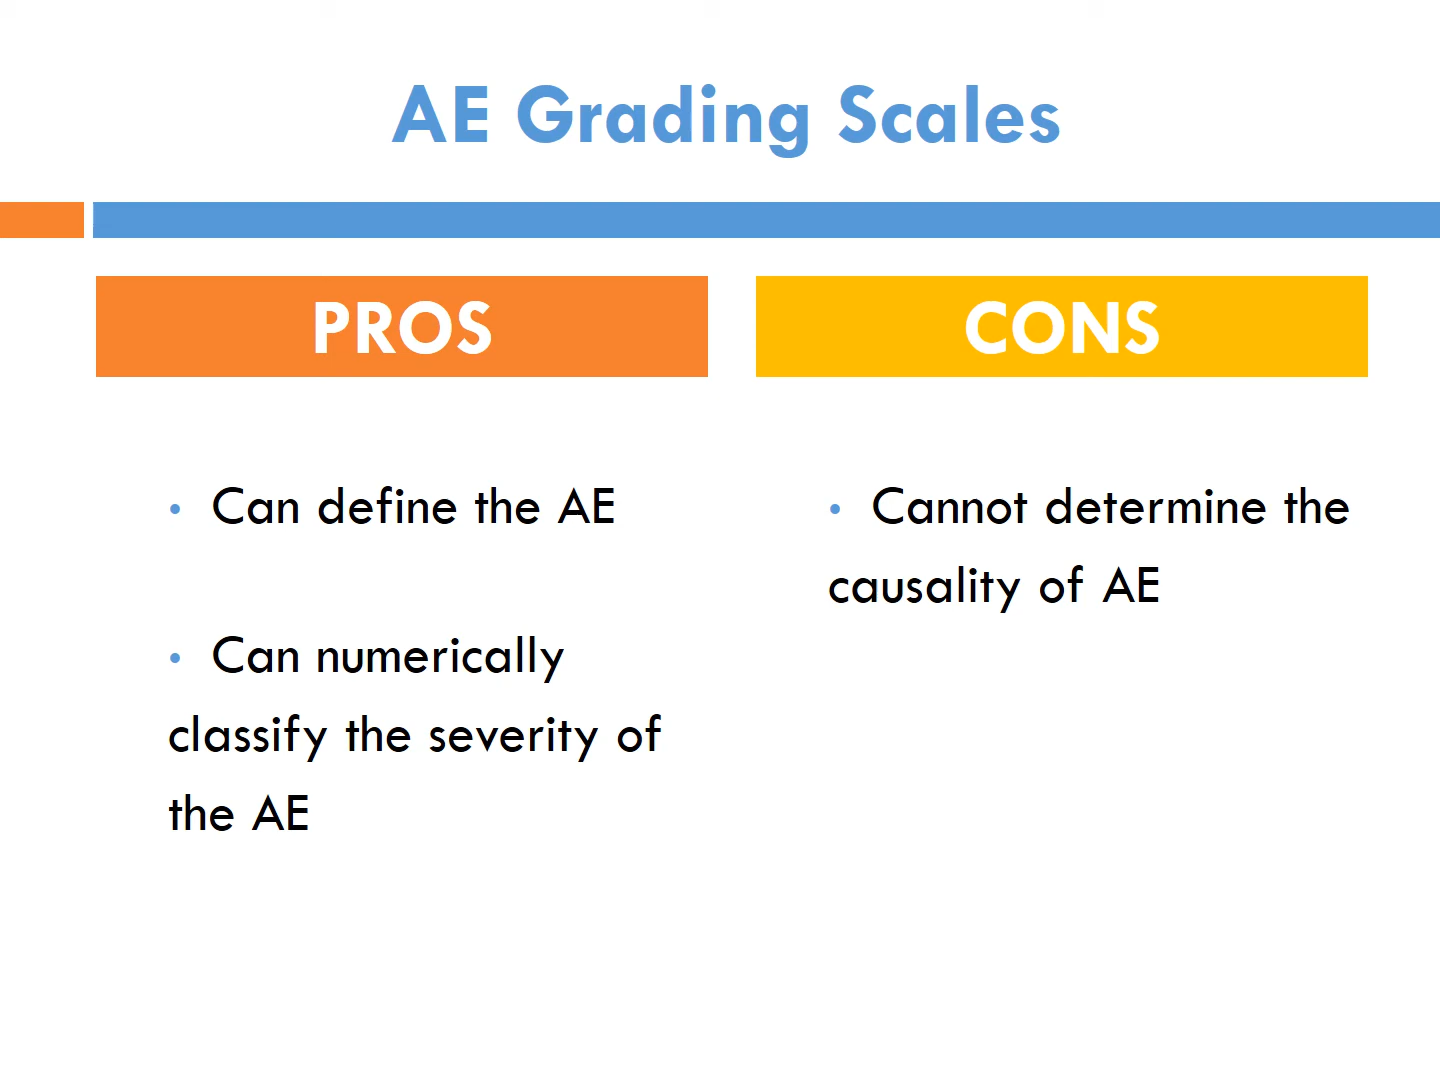 AE Grading Scales
PROS
• Can define the AE
• Can numerically
classify the severity of
the AE
CONS
• Cannot determine the
causality of AE